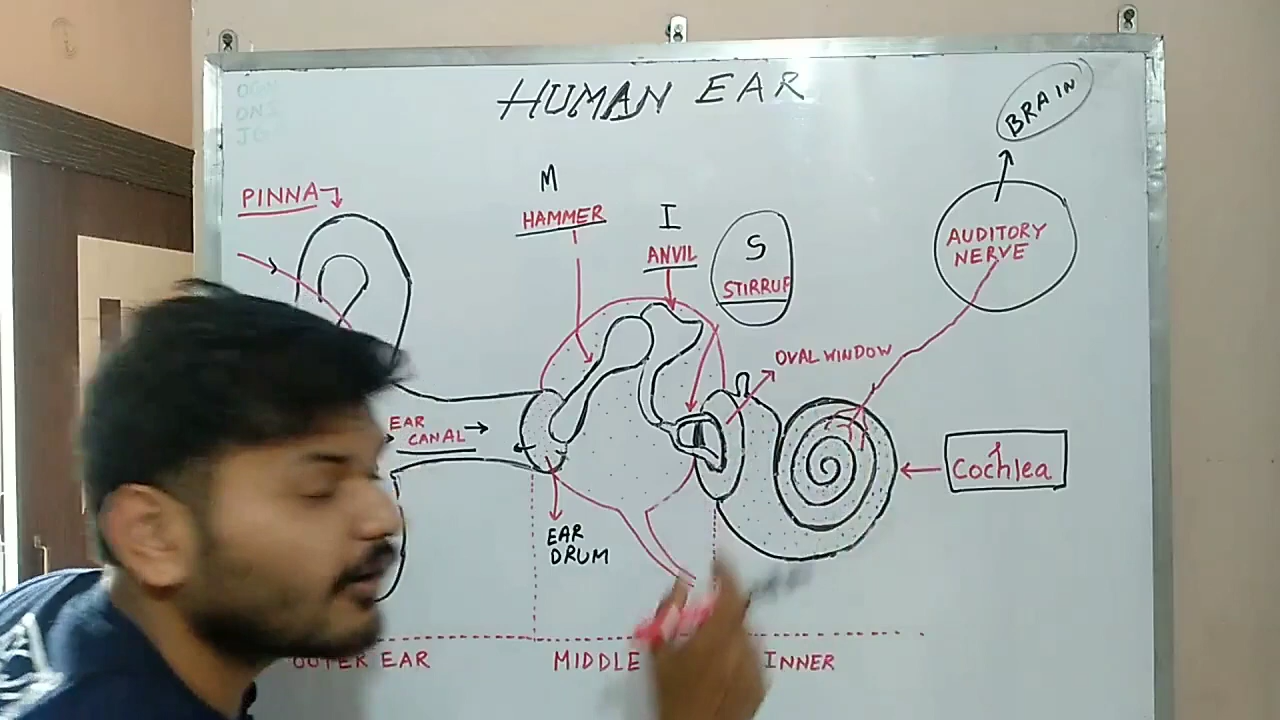 HUMAN EAR
BRAIN
PINNA
M
HAMMER
I
ANVIL
S
STIRRUP
AUDITORY
NERVE
OVAL WINDOW
EAR
CANAL
Cochlea
EAR
DRUM
OUTER EAR
MIDDLE
INNER